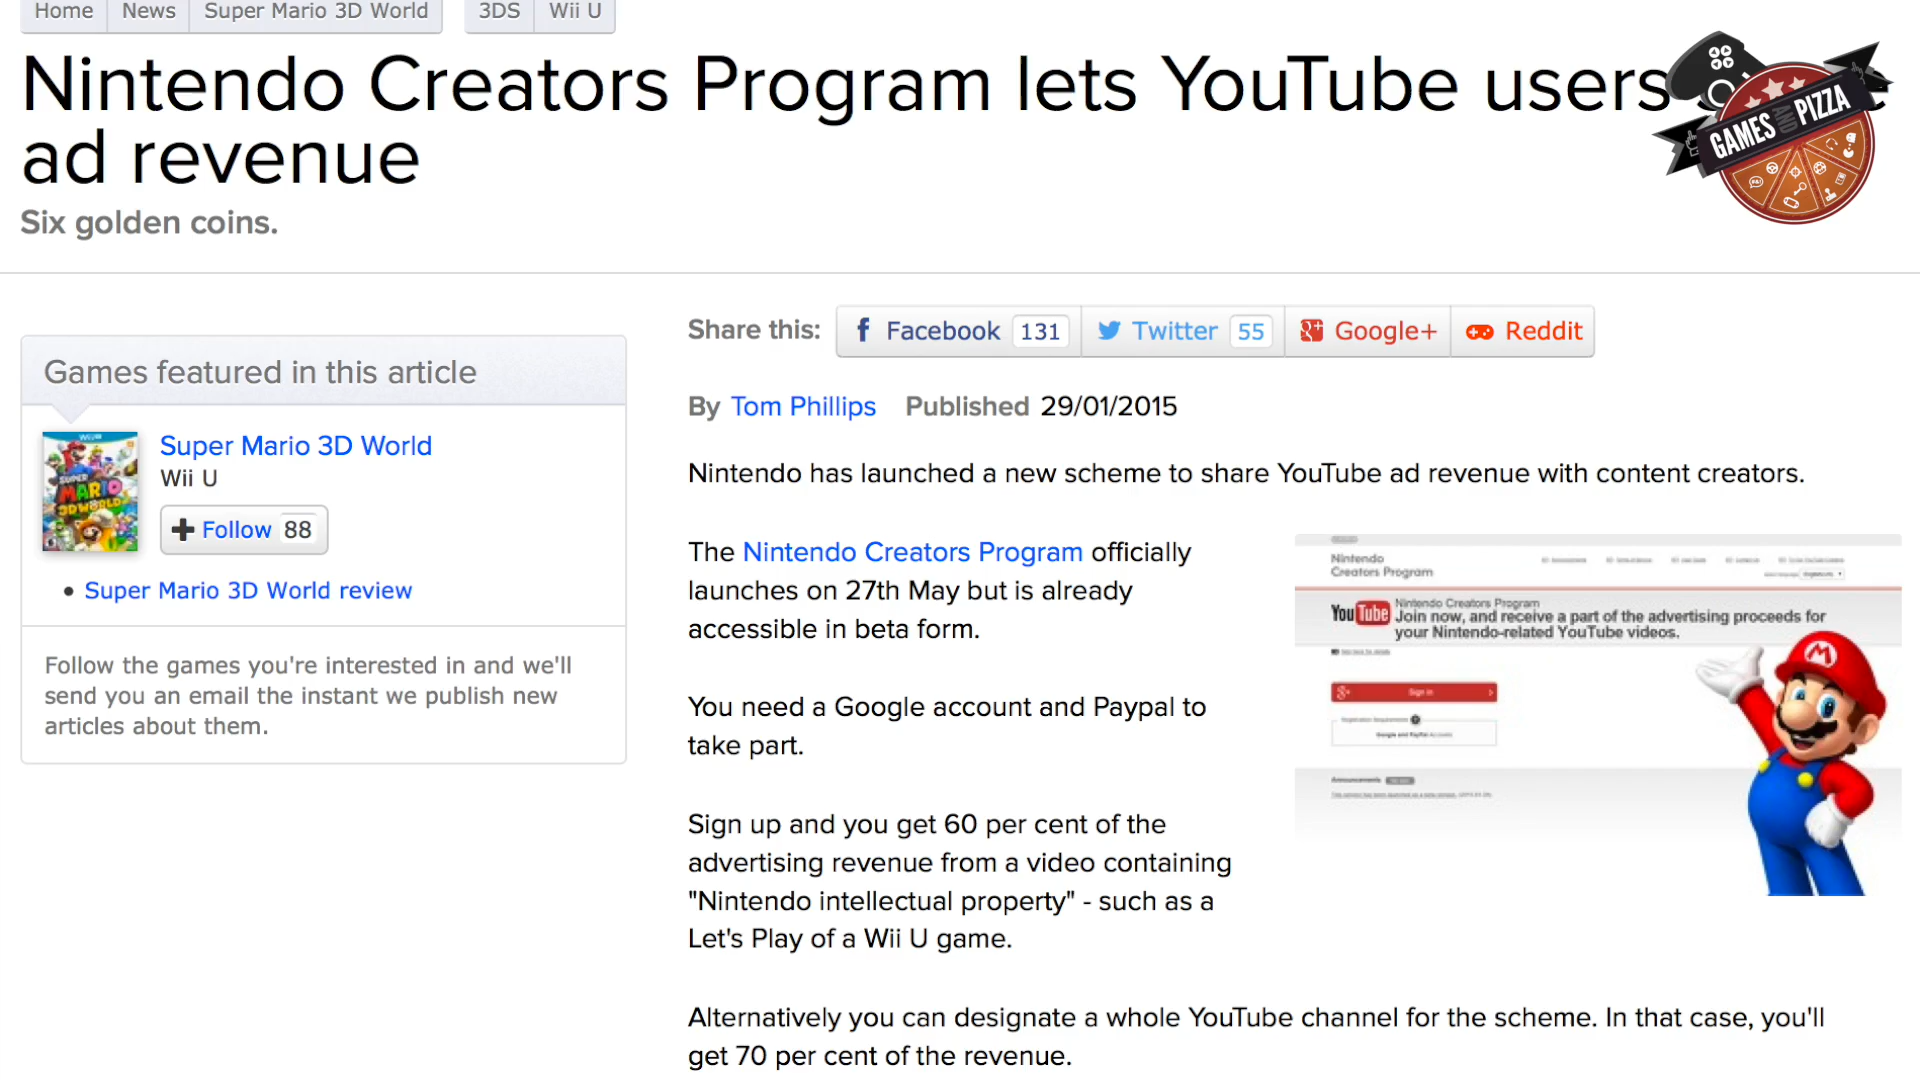 Home News Super Mario 3D World 3DS Wii U
Nintendo Creators Program lets YouTube users
ad revenue
GAMES AND PIZZA
Six golden coins.
Share this: Facebook 131 Twitter 55 Google+ Reddit
Games featured in this article
Super Mario 3D World
Wii U
Follow 88
• Super Mario 3D World review
Follow the games you're interested in and we'll
send you an email the instant we publish new
articles about them.
By Tom Phillips Published 29/01/2015
Nintendo has launched a new scheme to share YouTube ad revenue with content creators.
The Nintendo Creators Program officially
launches on 27th May but is already
accessible in beta form.
You need a Google account and Paypal to
take part.
Sign up and you get 60 per cent of the
advertising revenue from a video containing
"Nintendo intellectual property" - such as a
Let's Play of a Wii U game.
Nintendo
Creators Program
YouTube Nintendo Creators Program
Join now, and receive a part of the advertising proceeds for
your Nintendo-related YouTube videos.
Sign in
Google and PayPal Accounts
Announcements
Alternatively you can designate a whole YouTube channel for the scheme. In that case, you'll
get 70 per cent of the revenue.